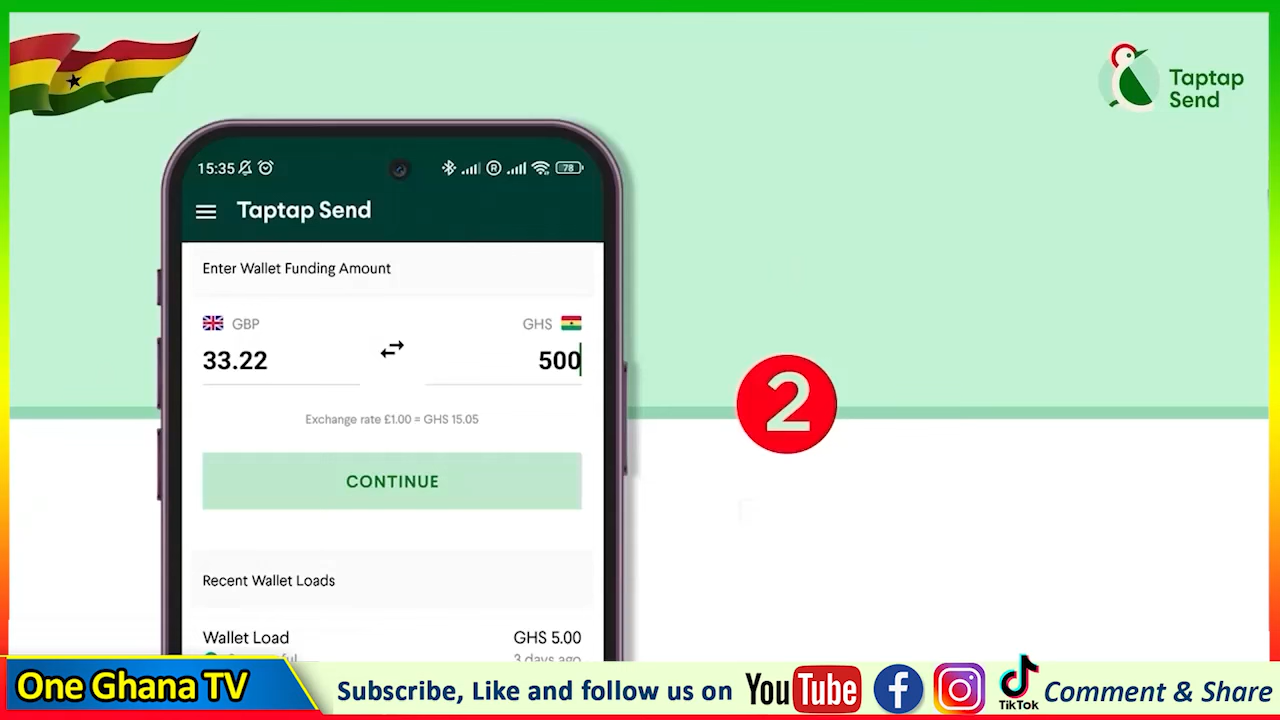 Taptap
Send
15:35
78
Taptap Send
Enter Wallet Funding Amount
GBP
GHS
33.22
500
Exchange rate £1.00 = GHS 15.05
CONTINUE
Recent Wallet Loads
Wallet Load
GHS 5.00
3 days ago
2
One Ghana TV
Subscribe, Like and follow us on YouTube TikTok Comment & Share